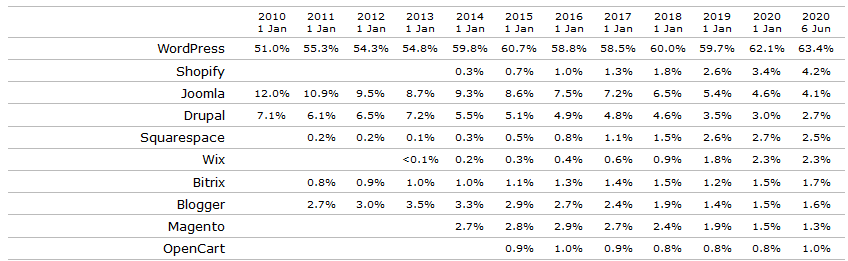 2010 2011 2012 2013 2014 2015 2016 2017 2018 2019 2020 2020
1 Jan 1 Jan 1 Jan 1 Jan 1 Jan 1 Jan 1 Jan 1 Jan 1 Jan 1 Jan 1 Jan 6 Jun
WordPress 51.0% 55.3% 54.3% 54.8% 59.8% 60.7% 58.8% 58.5% 60.0% 59.7% 62.1% 63.4%
Shopify 0.3% 0.7% 1.0% 1.3% 1.8% 2.6% 3.4% 4.2%
Joomla 12.0% 10.9% 9.5% 8.7% 9.3% 8.6% 7.5% 7.2% 6.5% 5.4% 4.6% 4.1%
Drupal 7.1% 6.1% 6.5% 7.2% 5.5% 5.1% 4.9% 4.8% 4.6% 3.5% 3.0% 2.7%
Squarespace 0.2% 0.2% 0.1% 0.3% 0.5% 0.8% 1.1% 1.5% 2.6% 2.7% 2.5%
Wix <0.1% 0.2% 0.3% 0.4% 0.6% 0.9% 1.8% 2.3% 2.3%
Bitrix 0.8% 0.9% 1.0% 1.0% 1.1% 1.3% 1.4% 1.5% 1.2% 1.5% 1.7%
Blogger 2.7% 3.0% 3.5% 3.3% 2.9% 2.7% 2.4% 1.9% 1.4% 1.5% 1.6%
Magento 2.7% 2.8% 2.9% 2.7% 2.4% 1.9% 1.5% 1.3%
OpenCart 0.9% 1.0% 0.9% 0.8% 0.8% 0.8% 1.0%